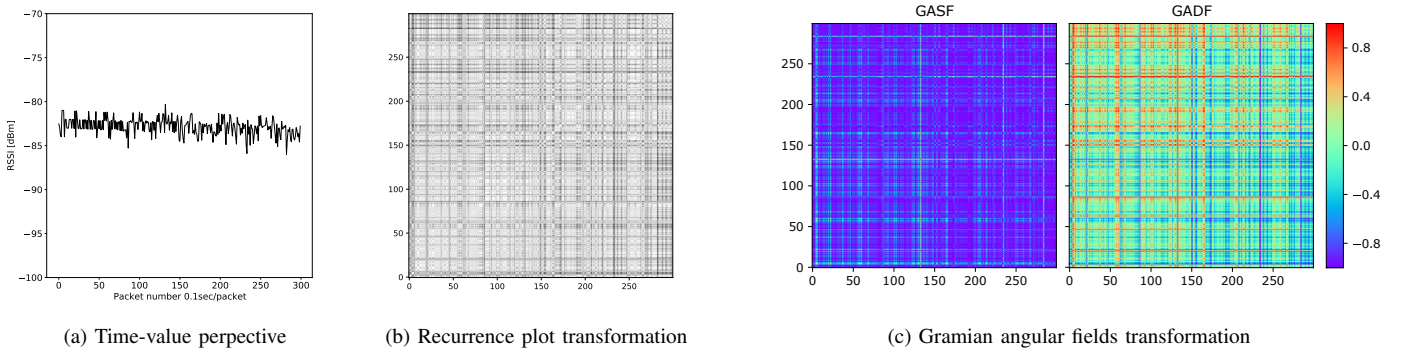 −70
−75
−80
−85
−90
−95
−100
RSSI [dBm]
0 50 100 150 200 250 300
Packet number 0.1sec/packet
(a) Time-value perpective
250
200
150
100
50
0
0 50 100 150 200 250
(b) Recurrence plot transformation
GASF
250
200
150
100
50
0
0 50 100 150 200 250
GADF
0 50 100 150 200 250
0.8
0.4
0.0
−0.4
−0.8
(c) Gramian angular fields transformation